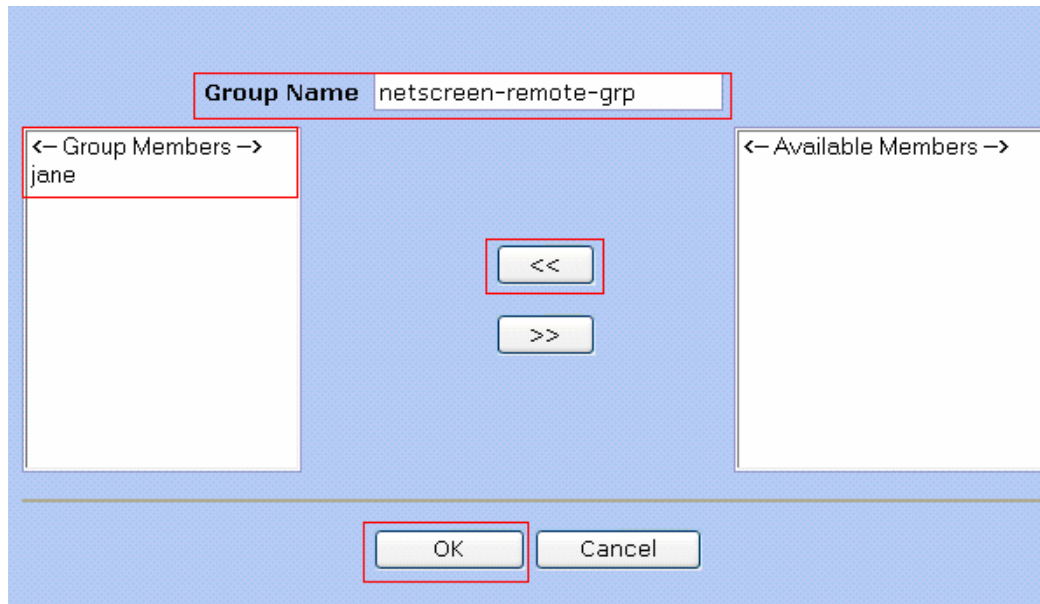 Group Name netscreen-remote-grp
<-- Group Members -->
jane
<-- Available Members -->
<<
>>
OK
Cancel